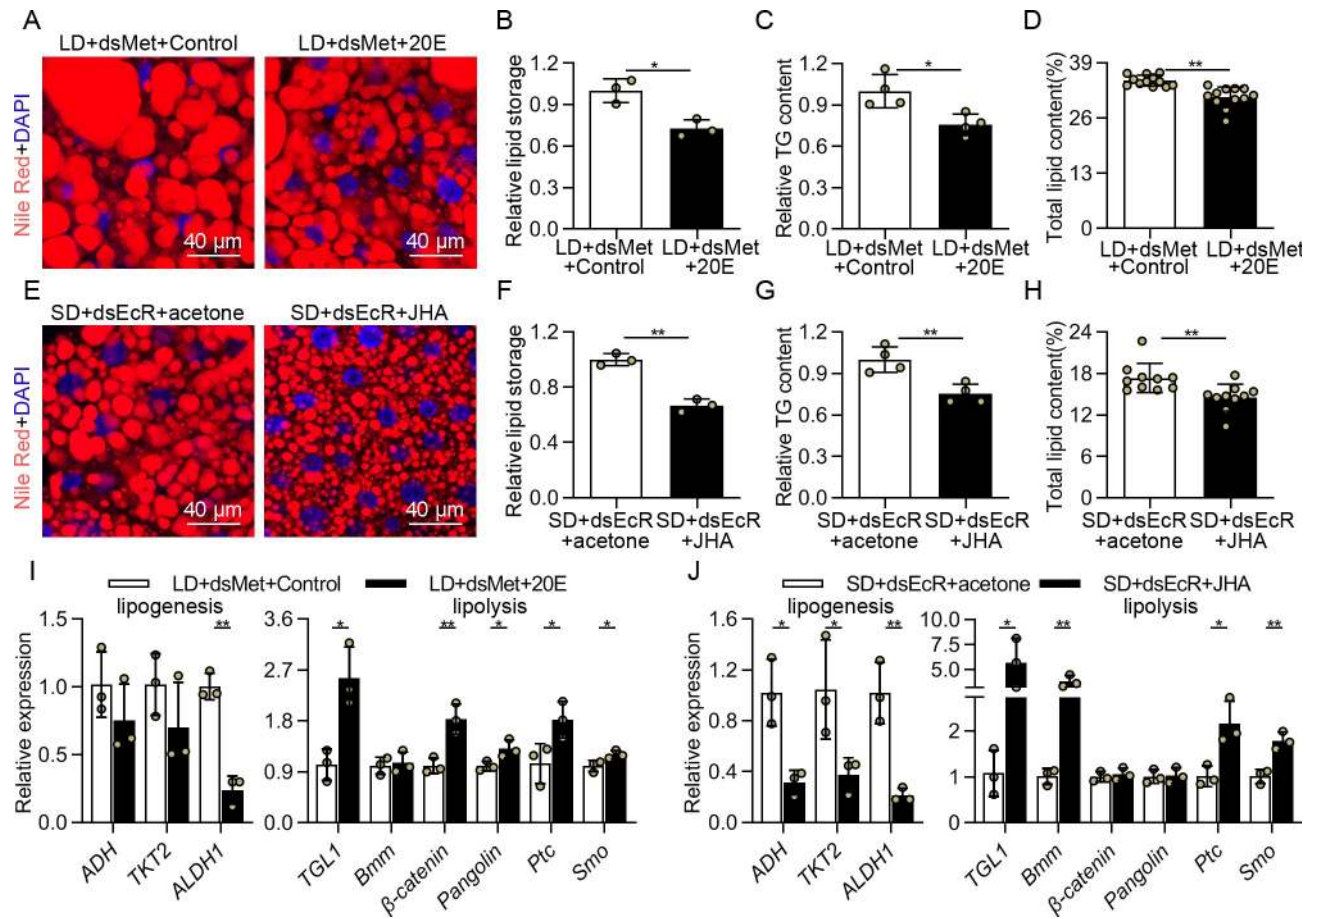 A
LD+dsMet+Control
LD+dsMet+20E
Nile Red+DAPI
40 µm
40 µm
B
Relative lipid storage
1.2
0.9
0.6
0.3
0.0
*
LD+dsMet
+Control
LD+dsMet
+20E
C
Relative TG content
1.2
0.9
0.6
0.3
0.0
*
LD+dsMet
+Control
LD+dsMet
+20E
D
Total lipid content(%)
39
26
13
0
**
LD+dsMet
+Control
LD+dsMet
+20E
E
SD+dsEcR+acetone
SD+dsEcR+JHA
Nile Red+DAPI
40 µm
40 µm
F
Relative lipid storage
1.2
0.8
0.4
0.0
**
SD+dsEcR
+acetone
SD+dsEcR
+JHA
G
Relative TG content
1.2
0.9
0.6
0.3
0.0
**
SD+dsEcR
+acetone
SD+dsEcR
+JHA
H
Total lipid content(%)
24
18
12
6
0
**
SD+dsEcR
+acetone
SD+dsEcR
+JHA
I
LD+dsMet+Control
LD+dsMet+20E
lipogenesis
lipolysis
Relative expression
1.5
1.0
0.5
0.0
**
ADH
TKT2
ALDH1
3.6
2.7
1.8
0.9
0.0
*
**
*
*
*
TGL1
Bmm
β-catenin
Pangolin
Ptc
Smo
J
SD+dsEcR+acetone
SD+dsEcR+JHA
lipogenesis
lipolysis
Relative expression
1.6
1.2
0.8
0.4
0.0
*
*
**
ADH
TKT2
ALDH1
10.0
7.5
5.0
2
1
0
*
**
*
**
TGL1
Bmm
β-catenin
Pangolin
Ptc
Smo